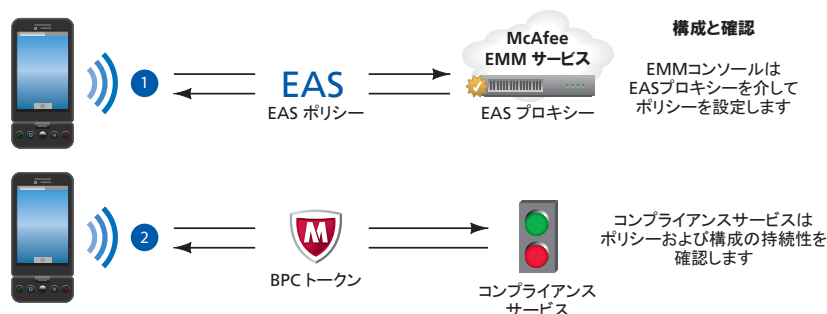 McAfee
EMM サービス
構成と確認
1
EAS
EAS ポリシー
EAS プロキシー
EMMコンソールは
EASプロキシーを介して
ポリシーを設定します
2
M
BPC トークン
コンプライアンス
サービス
コンプライアンスサービスは
ポリシーおよび構成の持続性を
確認します